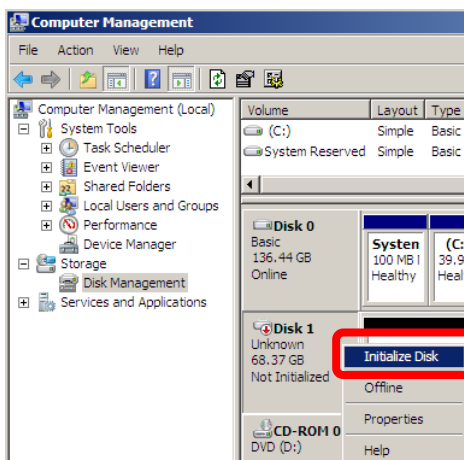 Computer Management
File Action View Help
Computer Management (Local)
System Tools
Task Scheduler
Event Viewer
Shared Folders
Local Users and Groups
Performance
Device Manager
Storage
Disk Management
Services and Applications
Volume Layout Type
(C:) Simple Basic
System Reserved Simple Basic
Disk 0
Basic
136.44 GB
Online
Systen (C:
100 MB 39.9
Healthy Heal
Disk 1
Unknown
68.37 GB
Not Initialized
Initialize Disk
Offline
Properties
Help
CD-ROM 0
DVD (D:)